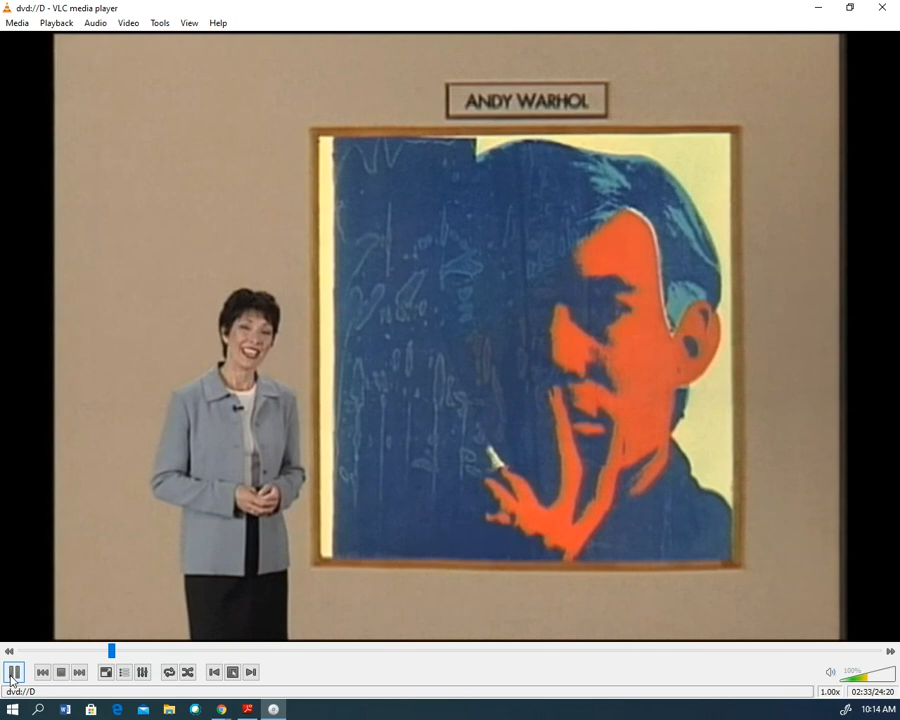 dvd://D - VLC media player
Media Playback Audio Video Tools View Help
ANDY WARHOL
100%
dvd://D
1.00x
02:33/24:20
10:14 AM